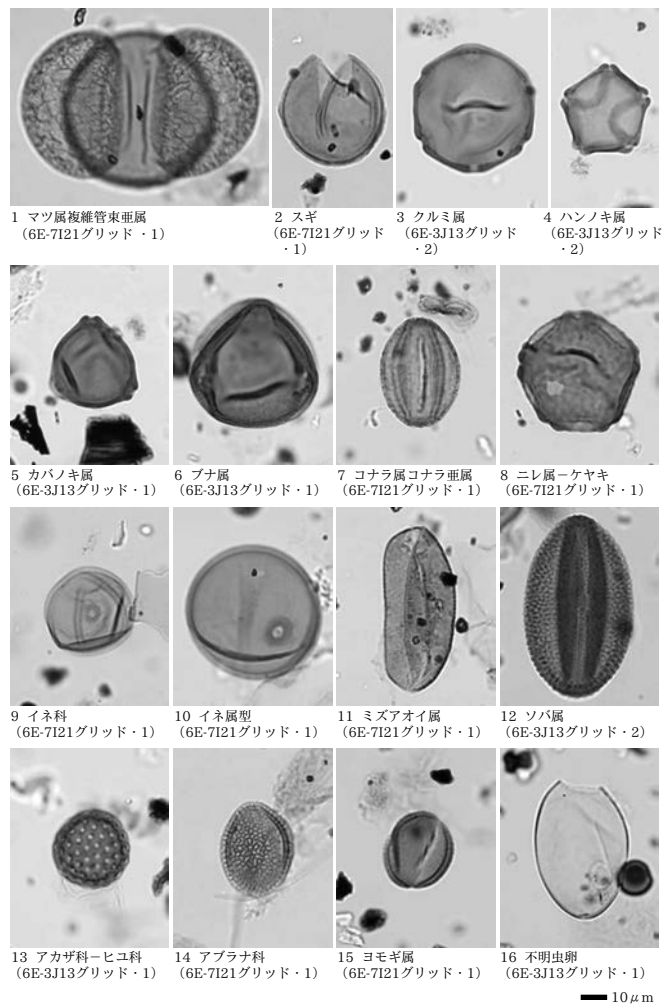 1 マツ属複維管束亜属
（6E-7I21グリッド ・1）
2 スギ
（6E-7I21グリッド
・1）
3 クルミ属
（6E-3J13グリッド
・2）
4 ハンノキ属
（6E-3J13グリッド
・2）
5 カバノキ属
（6E-3J13グリッド・1）
6 ブナ属
（6E-3J13グリッド・1）
7 コナラ属コナラ亜属
（6E-7I21グリッド・1）
8 ニレ属－ケヤキ
（6E-7I21グリッド・1）
9 イネ科
（6E-7I21グリッド・1）
10 イネ属型
（6E-7I21グリッド・1）
11 ミズアオイ属
（6E-7I21グリッド・1）
12 ソバ属
（6E-3J13グリッド・2）
13 アカザ科－ヒユ科
（6E-3J13グリッド・1）
14 アブラナ科
（6E-7I21グリッド・1）
15 ヨモギ属
（6E-7I21グリッド・1）
16 不明虫卵
（6E-3J13グリッド・1）
10μm